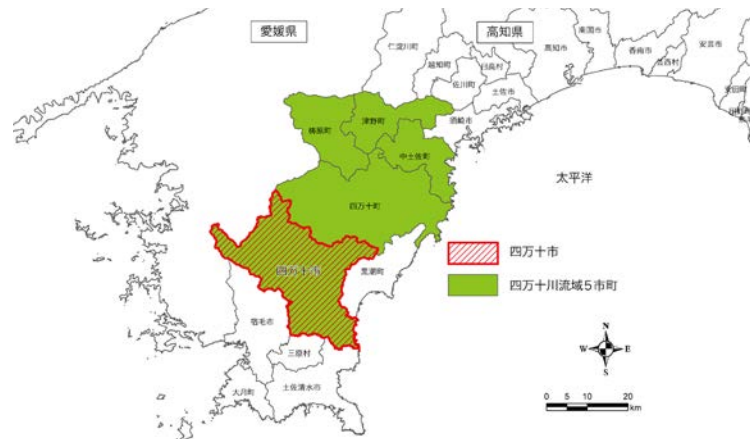 愛媛県
高知県
仁淀川町
越知町
日高村
佐川町
土佐市
高知市
南国市
香南市
芸西村
安芸市
安田町
須崎市
津野町
梼原町
中土佐町
四万十町
太平洋
四万十市
黒潮町
宿毛市
三原村
大月町
土佐清水市
四万十市
四万十川流域5市町
N
W
E
S
0 5 10 20
km